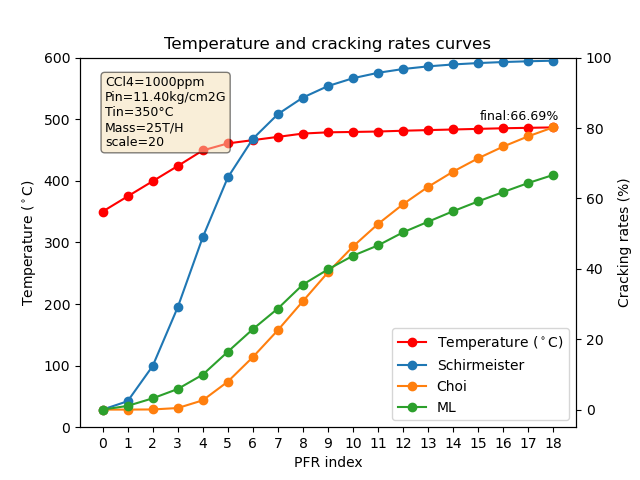 Temperature and cracking rates curves
600
500
400
300
200
100
0
Temperature (°C)
CCl4=1000ppm
Pin=11.40kg/cm2G
Tin=350°C
Mass=25T/H
scale=20
final:66.69%
100
80
60
40
20
0
Cracking rates (%)
Temperature (°C)
Schirmeister
Choi
ML
0 1 2 3 4 5 6 7 8 9 10 11 12 13 14 15 16 17 18
PFR index